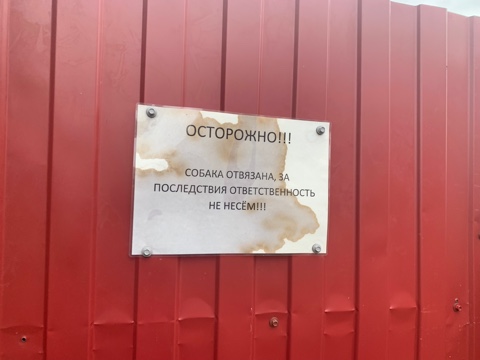 ОСТОРОЖНО!!!
СОБАКА ОТВЯЗАНА, ЗА
ПОСЛЕДСТВИЯ ОТВЕТСТВЕННОСТЬ
НЕ НЕСЁМ!!!